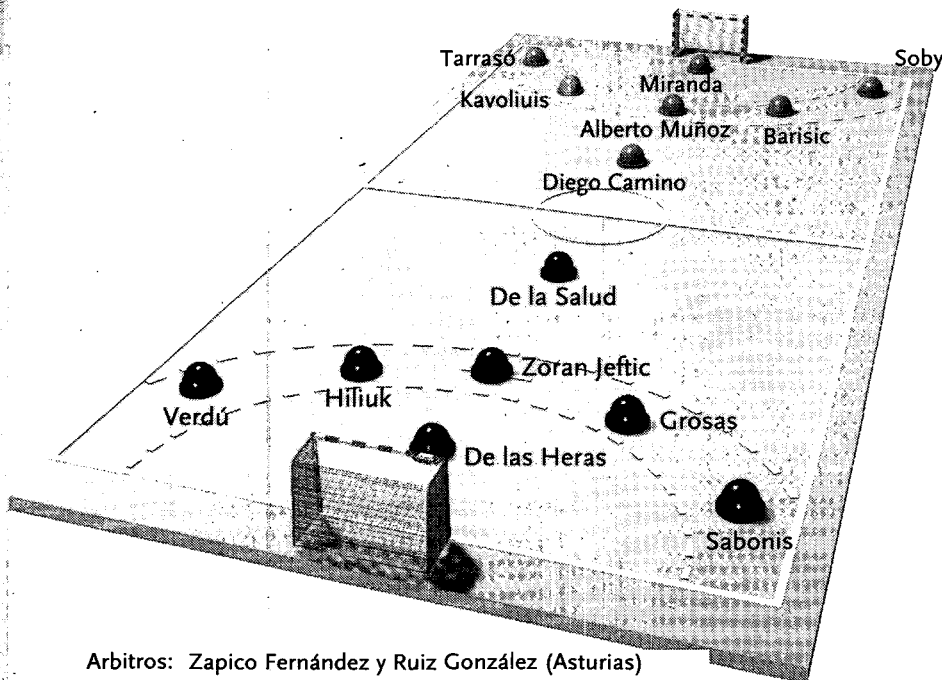 Tarrasó
Soby
Miranda
Kavoliuis
Alberto Muñoz
Barisic
Diego Camino
De la Salud
Zoran Jeftic
Hiliuk
Verdú
Grosas
De las Heras
Sabonis
Arbitros: Zapico Fernández y Ruiz González (Asturias)